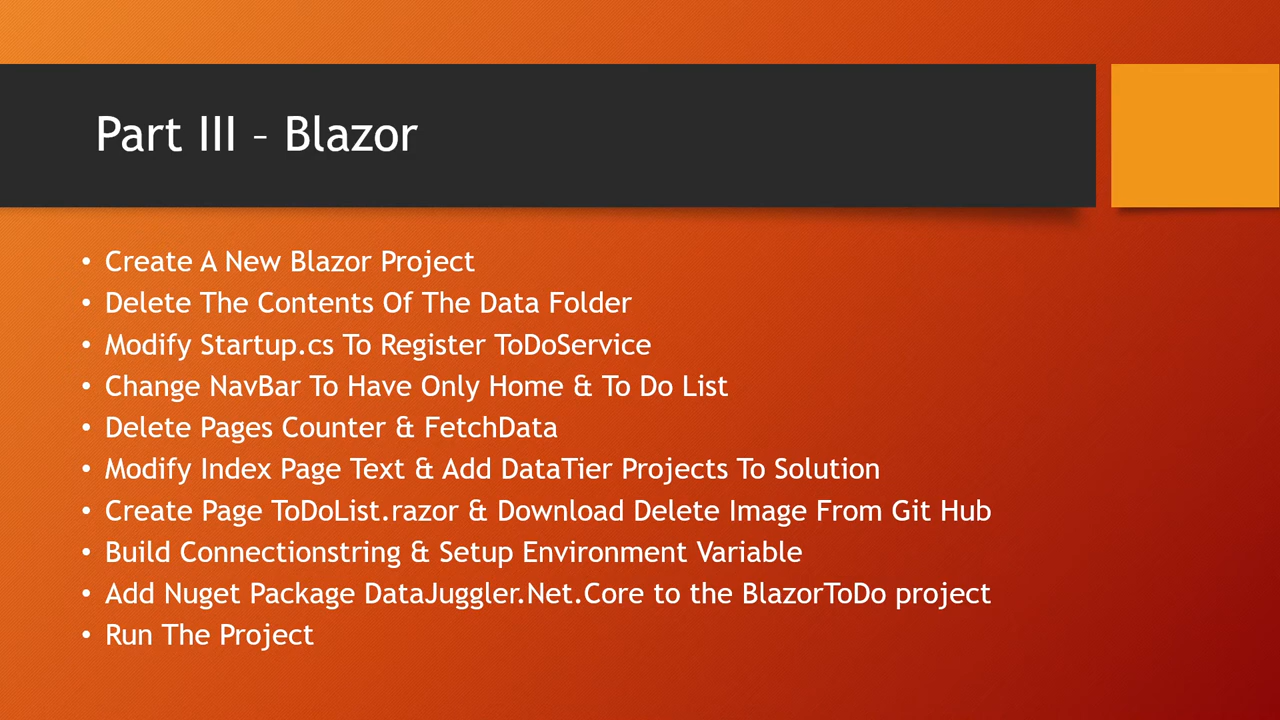 Part III – Blazor
• Create A New Blazor Project
• Delete The Contents Of The Data Folder
• Modify Startup.cs To Register ToDoService
• Change NavBar To Have Only Home & To Do List
• Delete Pages Counter & FetchData
• Modify Index Page Text & Add DataTier Projects To Solution
• Create Page ToDoList.razor & Download Delete Image From Git Hub
• Build Connectionstring & Setup Environment Variable
• Add Nuget Package DataJuggler.Net.Core to the BlazorToDo project
• Run The Project